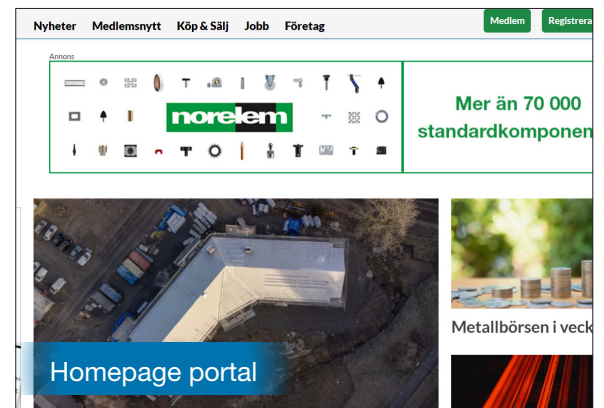 Nyheter Medlemsnytt Köp & Sälj Jobb Företag
Medlem Registrera
Annons
norelem
Mer än 70 000
standardkomponen
Metallbörsen i veck
Homepage portal